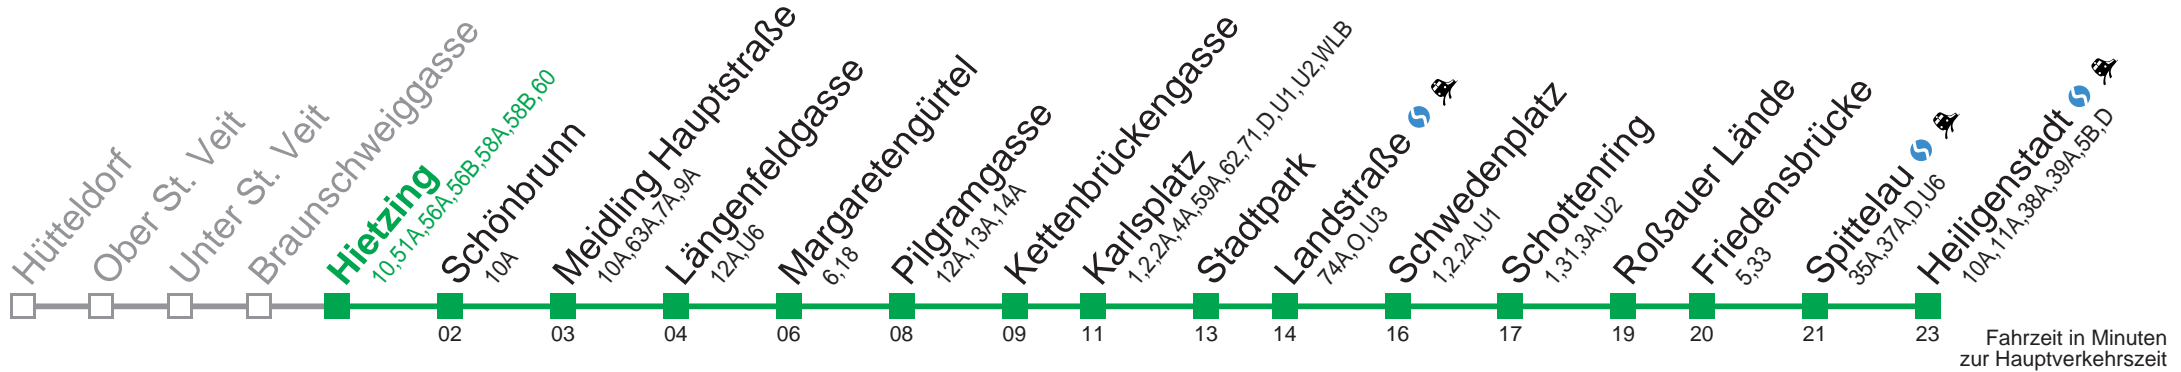 Hütteldorf
Ober St. Veit
Unter St. Veit
Braunschweiggasse
Hietzing
10,51A,56A,56B,58A,58B,60
Schönbrunn
10A
Meidling Hauptstraße
10A,63A,7A,9A
Längenfeldgasse
12A,U6
Margaretengürtel
6,18
Pilgramgasse
12A,13A,14A
Kettenbrückengasse
Karlsplatz
1,2,2A,4A,59A,62,71,D,U1,U2,WLB
Stadtpark
Landstraße
74A,O,U3
Schwedenplatz
1,2,2A,U1
Schottenring
1,31,3A,U2
Roßauer Lände
Friedensbrücke
5,33
Spittelau
35A,37A,D,U6
Heiligenstadt
10A,11A,38A,39A,5B,D
02 03 04 06 08 09 11 13 14 16 17 19 20 21 23
Fahrzeit in Minuten
zur Hauptverkehrszeit